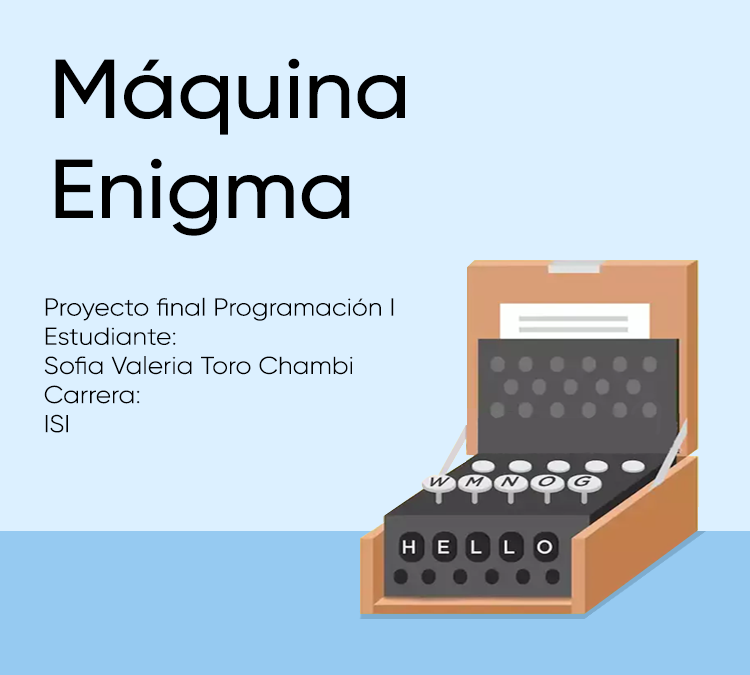 Máquina
Enigma
Proyecto final Programación I
Estudiante:
Sofia Valeria Toro Chambi
Carrera:
ISI
W M N O G
H E L L O